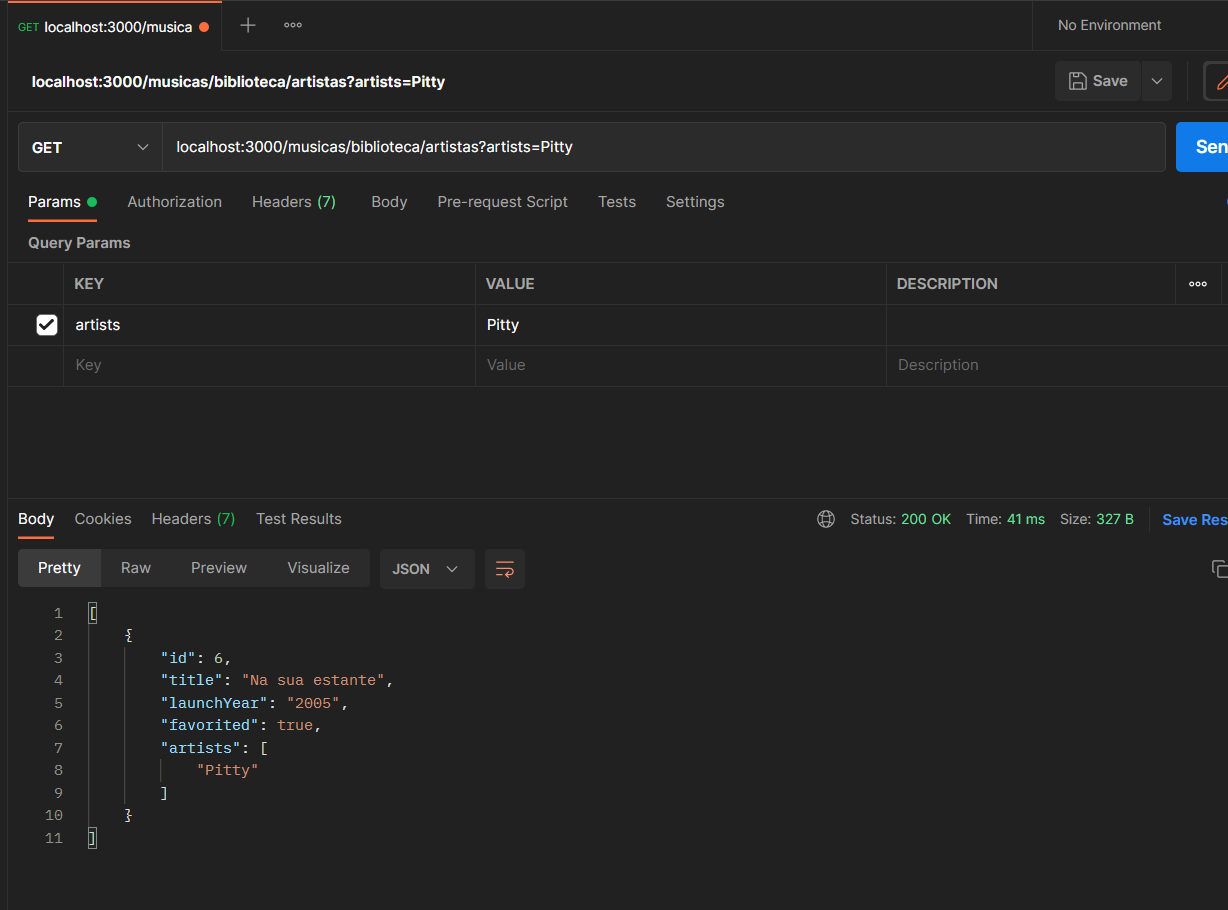 GET localhost:3000/musica
No Environment
localhost:3000/musicas/biblioteca/artistas?artists=Pitty
Save
GET localhost:3000/musicas/biblioteca/artistas?artists=Pitty
Sen
Params Authorization Headers (7) Body Pre-request Script Tests Settings
Query Params
KEY VALUE DESCRIPTION
artists Pitty
Key Value Description
Body Cookies Headers (7) Test Results Status: 200 OK Time: 41 ms Size: 327 B Save Res
Pretty Raw Preview Visualize JSON
1 [
2 {
3 "id": 6,
4 "title": "Na sua estante",
5 "launchYear": "2005",
6 "favorited": true,
7 "artists": [
8 "Pitty"
9 ]
10 }
11 ]